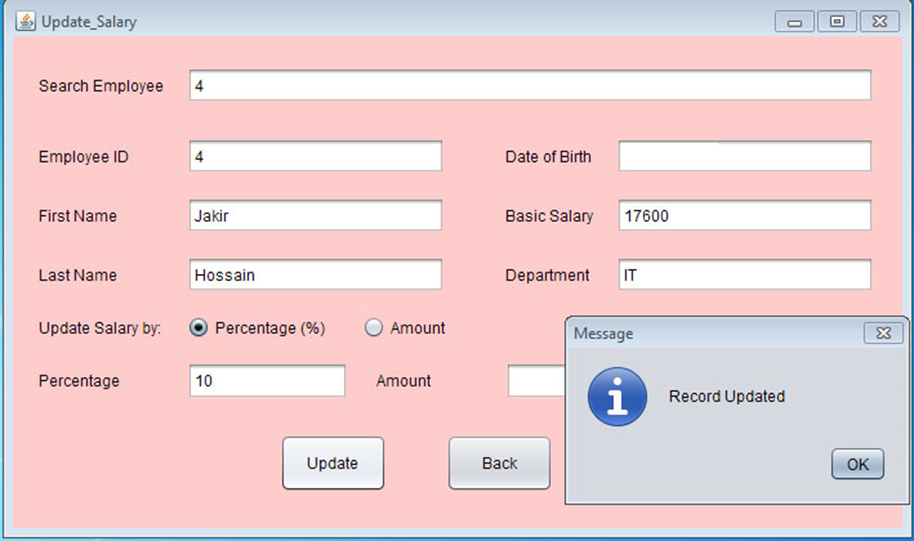 Update_Salary
Search Employee 4
Employee ID 4 Date of Birth
First Name Jakir Basic Salary 17600
Last Name Hossain Department IT
Update Salary by: Percentage (%) Amount
Message
Percentage 10 Amount
Record Updated
Update Back
OK